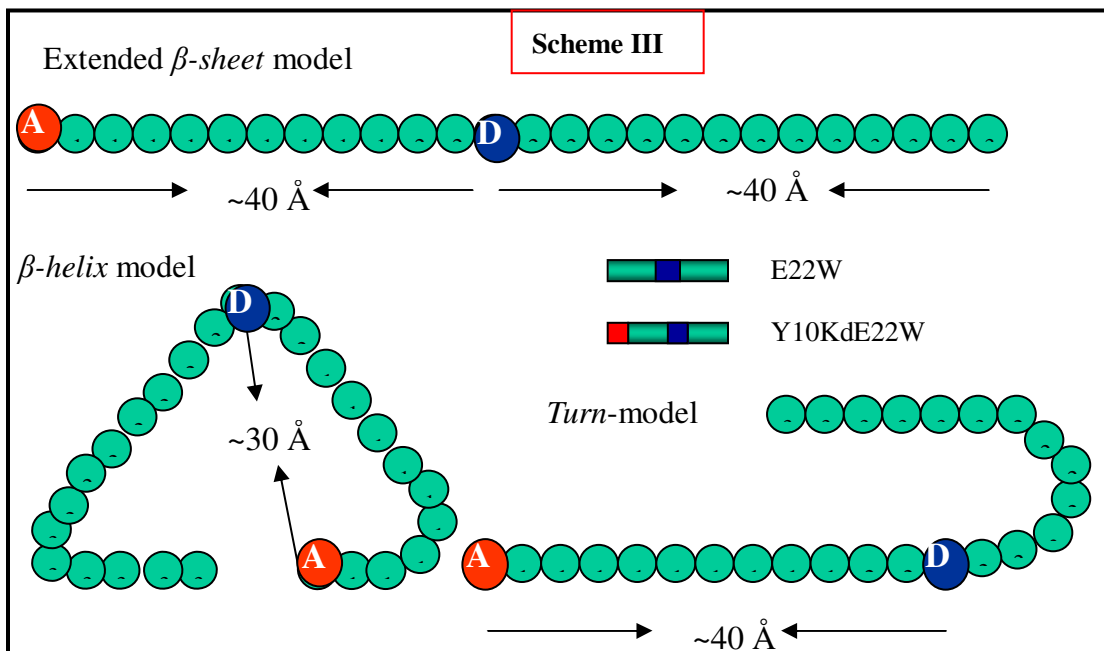 Scheme III
Extended β-sheet model
A
D
~40 Å
~40 Å
β-helix model
E22W
D
Y10KdE22W
Turn-model
~30 Å
A
A
D
~40 Å